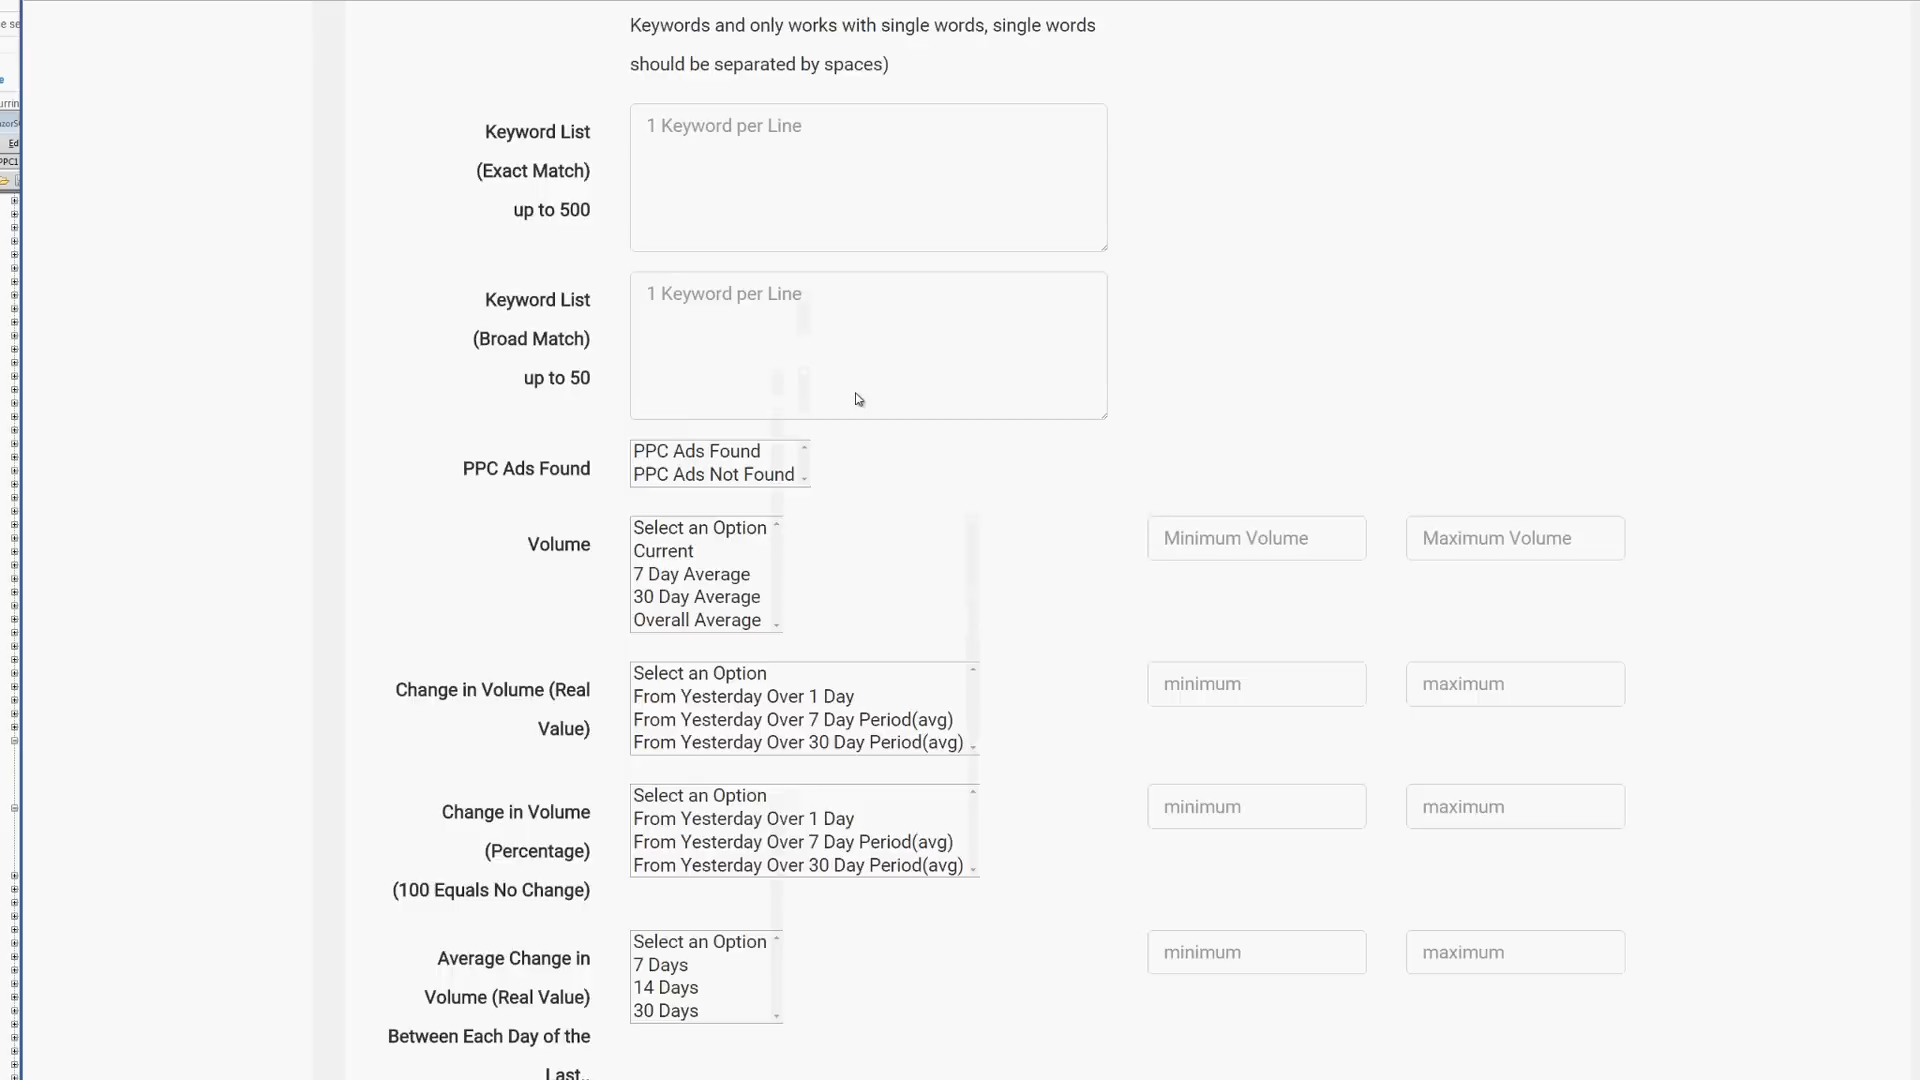 Keywords and only works with single words, single words
should be separated by spaces)
Keyword List
(Exact Match)
up to 500
1 Keyword per Line
Keyword List
(Broad Match)
up to 50
1 Keyword per Line
PPC Ads Found
PPC Ads Found
PPC Ads Not Found
Volume
Select an Option
Current
7 Day Average
30 Day Average
Overall Average
Minimum Volume
Maximum Volume
Change in Volume (Real
Value)
Select an Option
From Yesterday Over 1 Day
From Yesterday Over 7 Day Period(avg)
From Yesterday Over 30 Day Period(avg)
minimum
maximum
Change in Volume
(Percentage)
(100 Equals No Change)
Select an Option
From Yesterday Over 1 Day
From Yesterday Over 7 Day Period(avg)
From Yesterday Over 30 Day Period(avg)
minimum
maximum
Average Change in
Volume (Real Value)
Between Each Day of the
Last..
Select an Option
7 Days
14 Days
30 Days
minimum
maximum